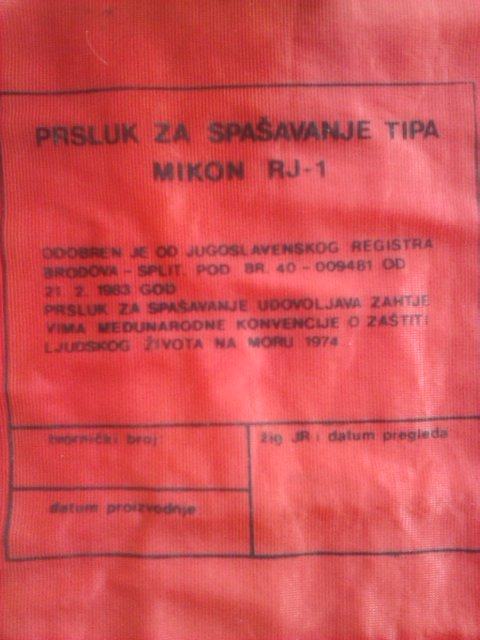 PRSLUK ZA SPAŠAVANJE TIPA
MIKON RJ-1
ODOBREN JE OD JUGOSLAVENSKOG REGISTRA
BRODOVA - SPLIT. POD BR. 40 - 009481 OD
21. 2. 1983 GOD
PRSLUK ZA SPAŠAVANJE UDOVOLJAVA ZAHTJE
VIMA MEĐUNARODNE KONVENCIJE O ZAŠTITI
LJUDSKOG ŽIVOTA NA MORU 1974.
tvornički broj:
žig JR i datum pregleda
datum proizvodnje